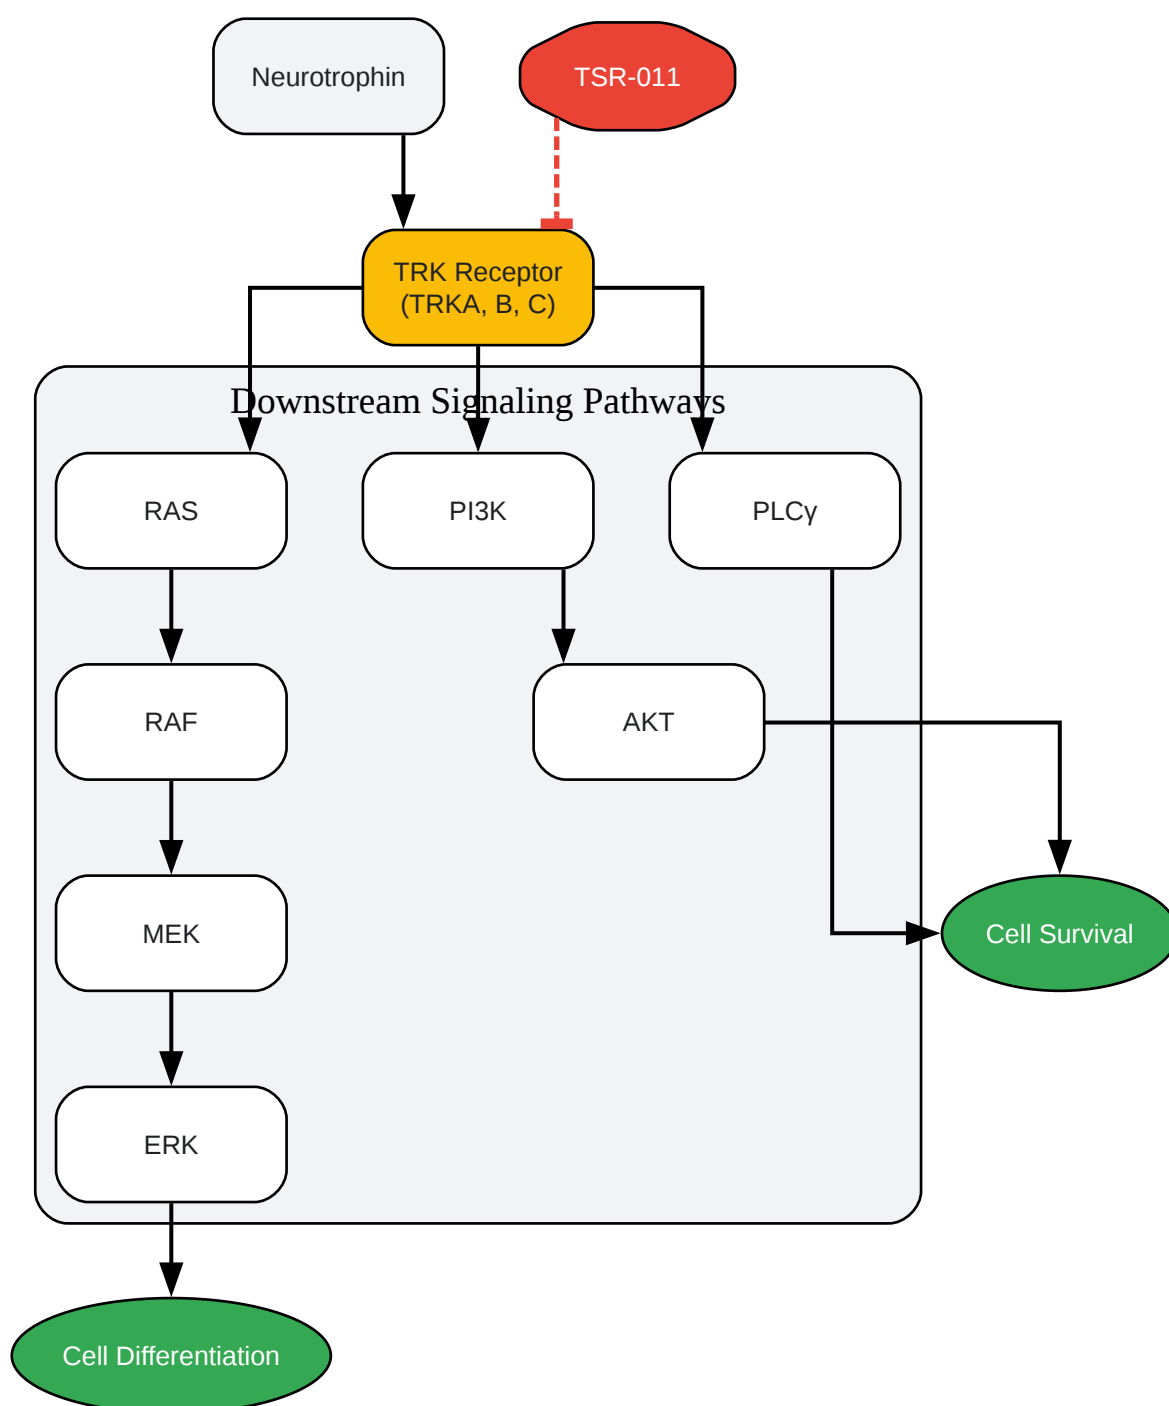 Neurotrophin
TSR-011
TRK Receptor
(TRKA, B, C)
Downstream Signaling Pathways
RAS
PI3K
PLCγ
RAF
AKT
MEK
Cell Survival
ERK
Cell Differentiation